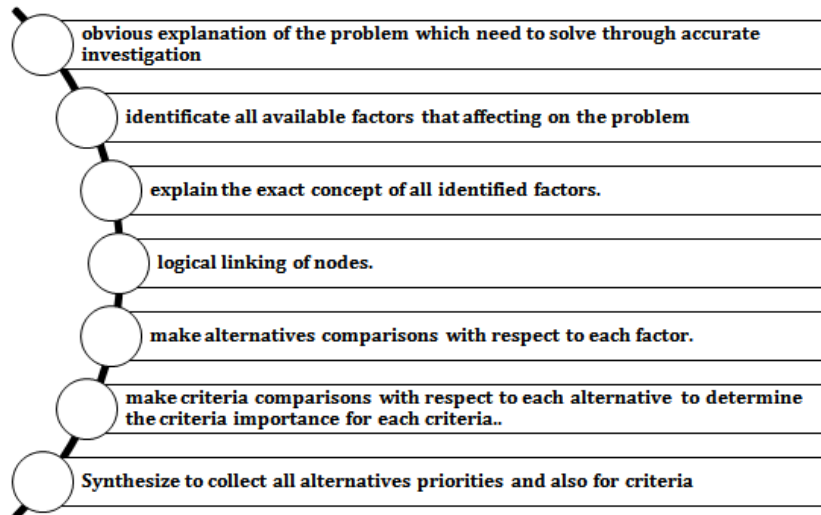 obvious explanation of the problem which need to solve through accurate
investigation
identificate all available factors that affecting on the problem
explain the exact concept of all identified factors.
logical linking of nodes.
make alternatives comparisons with respect to each factor.
make criteria comparisons with respect to each alternative to determine
the criteria importance for each criteria..
Synthesize to collect all alternatives priorities and also for criteria